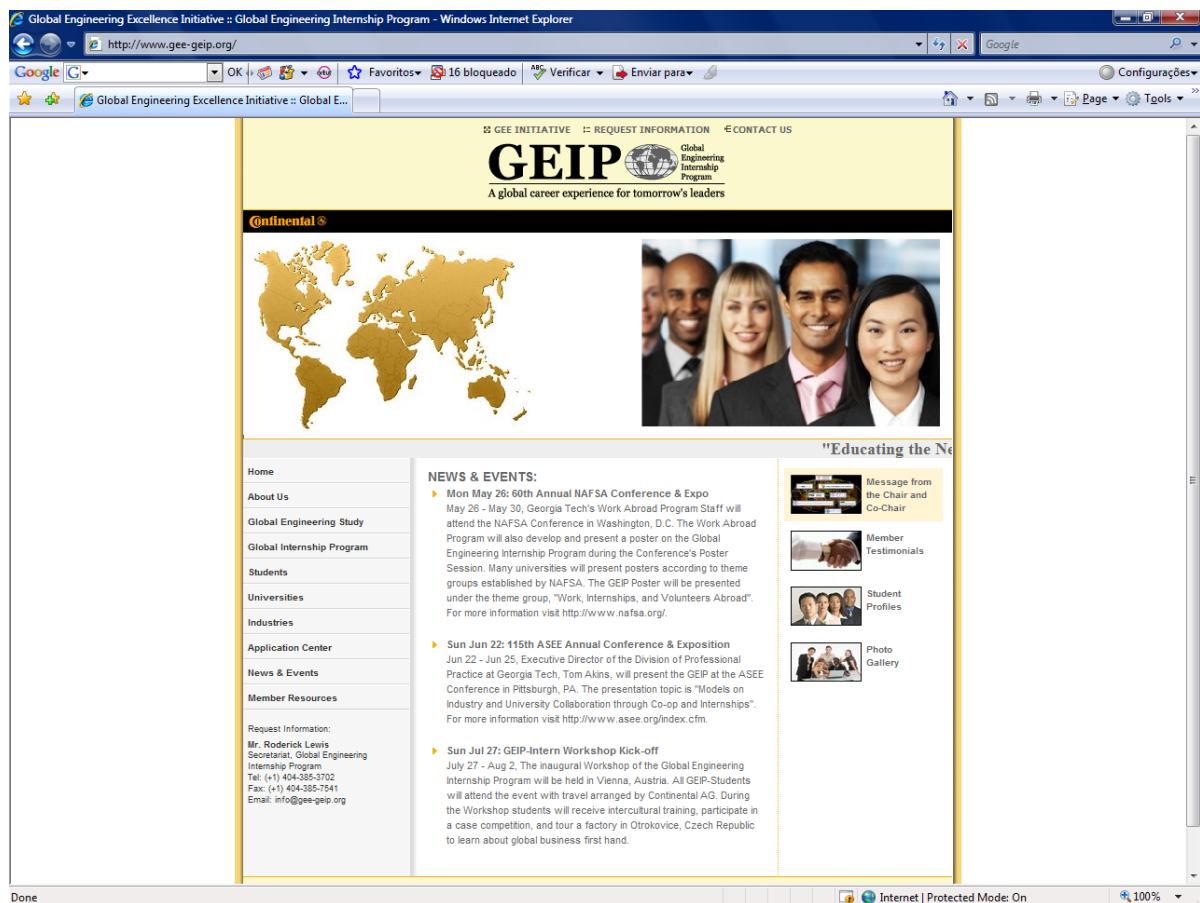 Global Engineering Excellence Initiative :: Global Engineering Internship Program - Windows Internet Explorer
http://www.gee-geip.org/
Google
Google G
OK
Favoritos
16 bloqueado
ABC
Verificar
Enviar para
Configurações
Global Engineering Excellence Initiative :: Global E...
Page
Tools
GEE INITIATIVE REQUEST INFORMATION CONTACT US
GEIP
Global
Engineering
Internship
Program
A global career experience for tomorrow's leaders
Continental
"Educating the Ne
Home
About Us
Global Engineering Study
Global Internship Program
Students
Universities
Industries
Application Center
News & Events
Member Resources
Request Information:
Mr. Roderick Lewis
Secretariat, Global Engineering
Internship Program
Tel: (+1) 404-385-3702
Fax: (+1) 404-385-7541
Email: info@gee-geip.org
NEWS & EVENTS:
Mon May 26: 60th Annual NAFSA Conference & Expo
May 26 - May 30, Georgia Tech's Work Abroad Program Staff will
attend the NAFSA Conference in Washington, D.C. The Work Abroad
Program will also develop and present a poster on the Global
Engineering Internship Program during the Conference's Poster
Session. Many universities will present posters according to theme
groups established by NAFSA. The GEIP Poster will be presented
under the theme group, "Work, Internships, and Volunteers Abroad".
For more information visit http://www.nafsa.org/.
Sun Jun 22: 115th ASEE Annual Conference & Exposition
Jun 22 - Jun 25, Executive Director of the Division of Professional
Practice at Georgia Tech, Tom Akins, will present the GEIP at the ASEE
Conference in Pittsburgh, PA. The presentation topic is "Models on
Industry and University Collaboration through Co-op and Internships".
For more information visit http://www.asee.org/index.cfm.
Sun Jul 27: GEIP-Intern Workshop Kick-off
July 27 - Aug 2, The inaugural Workshop of the Global Engineering
Internship Program will be held in Vienna, Austria. All GEIP-Students
will attend the event with travel arranged by Continental AG. During
the Workshop students will receive intercultural training, participate in
a case competition, and tour a factory in Otrokovice, Czech Republic
to learn about global business first hand.
Message from
the Chair and
Co-Chair
Member
Testimonials
Student
Profiles
Photo
Gallery
Done
Internet | Protected Mode: On
100%